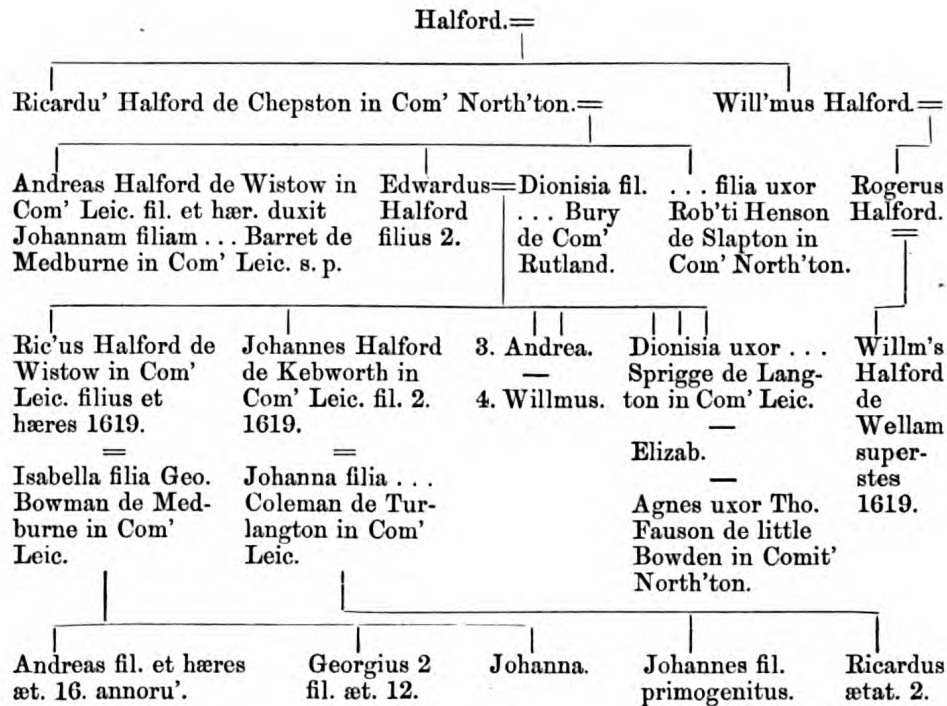 Halford.=
Ricardu' Halford de Chepston in Com' North'ton.=
Will'mus Halford.=
Andreas Halford de Wistow in
Com' Leic. fil. et hær. duxit
Johannam filiam ... Barret de
Medburne in Com' Leic. s. p.
Edwardus=
Halford
filius 2.
Dionisia fil.
... Bury
de Com'
Rutland.
... filia uxor
Rob'ti Henson
de Slapton in
Com' North'ton.
Rogerus
Halford.
=
Ric'us Halford de
Wistow in Com'
Leic. filius et
hæres 1619.
=
Isabella filia Geo.
Bowman de Med-
burne in Com'
Leic.
Johannes Halford
de Kebworth in
Com' Leic. fil. 2.
1619.
=
Johanna filia ...
Coleman de Tur-
langton in Com'
Leic.
3. Andrea.
—
4. Willmus.
Dionisia uxor ...
Sprigge de Lang-
ton in Com' Leic.
—
Elizab.
—
Agnes uxor Tho.
Fauson de little
Bowden in Comit'
North'ton.
Willm's
Halford
de
Wellam
super-
stes
1619.
Andreas fil. et hæres
æt. 16. annoru'.
Georgius 2
fil. æt. 12.
Johanna.
Johannes fil.
primogenitus.
Ricardus
ætat. 2.